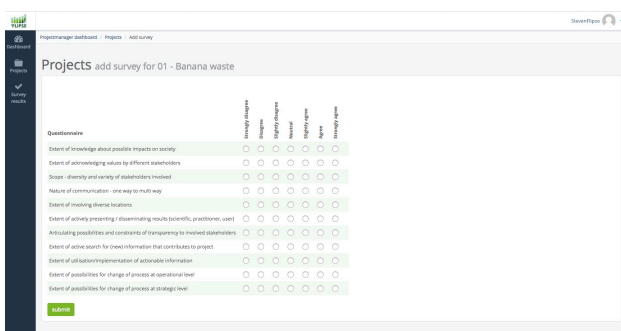 FLIPSE
StevenFlipse
Dashboard
Projects
Survey
results
Projectmanager dashboard / Projects / Add survey
Projects add survey for 01 - Banana waste
Questionnaire
Strongly disagree
Disagree
Slightly disagree
Neutral
Slightly agree
Agree
Strongly agree
Extent of knowledge about possible impacts on society
Extent of acknowledging values by different stakeholders
Scope - diversity and variety of stakeholders involved
Nature of communication - one way to multi way
Extent of involving diverse locations
Extent of actively presenting / disseminating results (scientific, practitioner, user)
Articulating possibilities and constraints of transparency to involved stakeholders
Extent of active search for (new) information that contributes to project
Extent of utilisation/implementation of actionable information
Extent of possibilities for change of process at operational level
Extent of possibilities for change of process at strategic level
submit